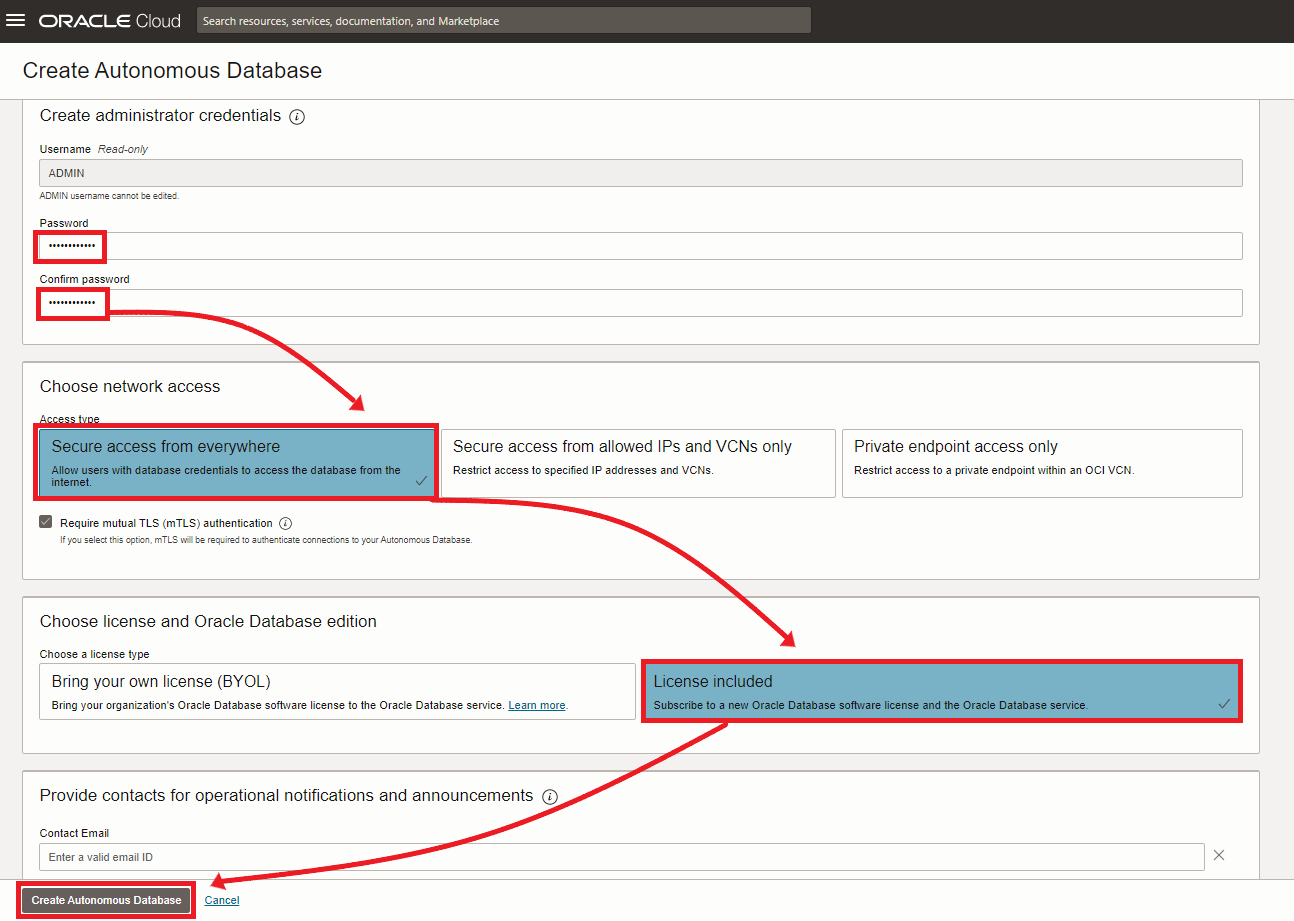 ORACLE Cloud
Search resources, services, documentation, and Marketplace
Create Autonomous Database
Create administrator credentials
Username Read-only
ADMIN
ADMIN username cannot be edited.
Password
••••••••••••
Confirm password
••••••••••••
Choose network access
Access type
Secure access from everywhere
Allow users with database credentials to access the database from the
internet.
Secure access from allowed IPs and VCNs only
Restrict access to specified IP addresses and VCNs.
Private endpoint access only
Restrict access to a private endpoint within an OCI VCN.
Require mutual TLS (mTLS) authentication
If you select this option, mTLS will be required to authenticate connections to your Autonomous Database.
Choose license and Oracle Database edition
Choose a license type
Bring your own license (BYOL)
Bring your organization's Oracle Database software license to the Oracle Database service. Learn more.
License included
Subscribe to a new Oracle Database software license and the Oracle Database service.
Provide contacts for operational notifications and announcements
Contact Email
Enter a valid email ID
Create Autonomous Database
Cancel